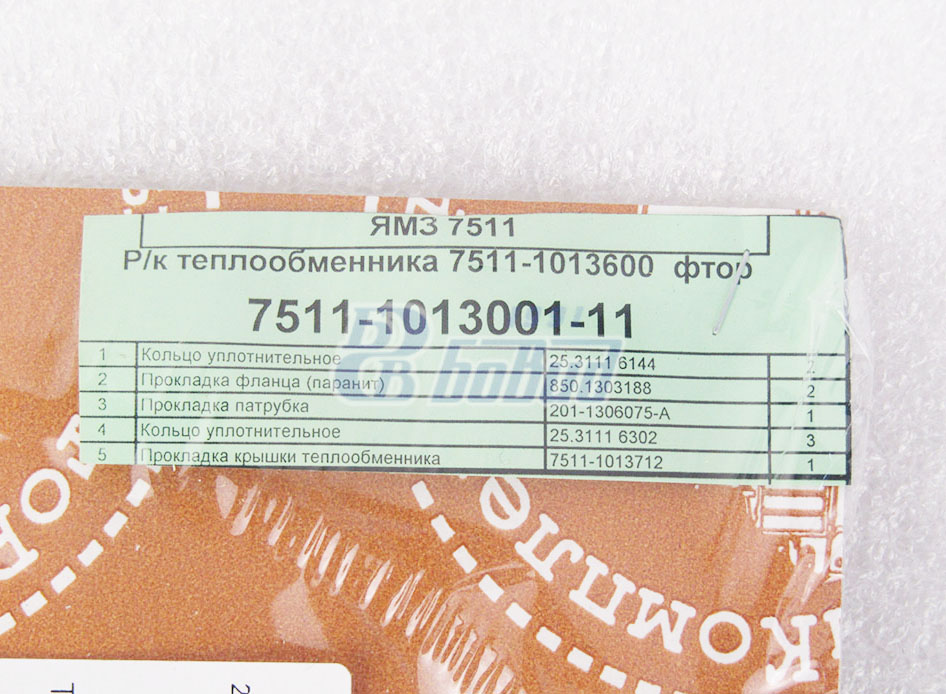 ЯМЗ 7511
Р/к теплообменника 7511-1013600 фтор
7511-1013001-11
1 Кольцо уплотнительное 25.3111 6144 2
2 Прокладка фланца (паранит) 850.1303188 2
3 Прокладка патрубка 201-1306075-А 1
4 Кольцо уплотнительное 25.3111 6302 3
5 Прокладка крышки теплообменника 7511-1013712 1